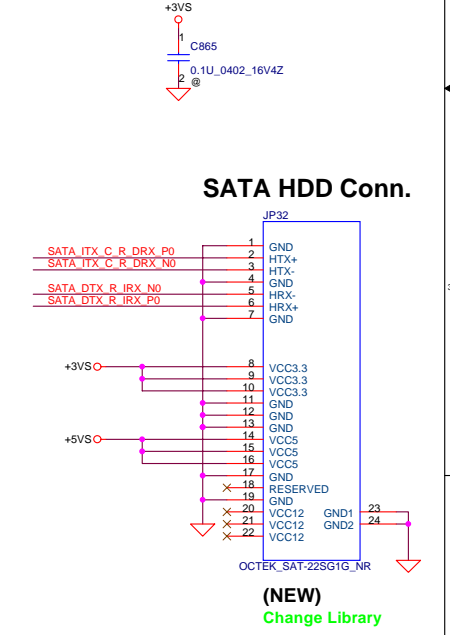 +3VS
1
C865
0.1U_0402_16V4Z
2
@
SATA HDD Conn.
JP32
1 GND
SATA_ITX_C_R_DRX_P0 2 HTX+
SATA_ITX_C_R_DRX_N0 3 HTX-
4 GND
SATA_DTX_R_IRX_N0 5 HRX-
SATA_DTX_R_IRX_P0 6 HRX+
7 GND
+3VS 8 VCC3.3
9 VCC3.3
10 VCC3.3
11 GND
12 GND
13 GND
+5VS 14 VCC5
15 VCC5
16 VCC5
17 GND
18 RESERVED
19 GND
20 VCC12 GND1 23
21 VCC12 GND2 24
22 VCC12
OCTEK_SAT-22SG1G_NR
(NEW)
Change Library